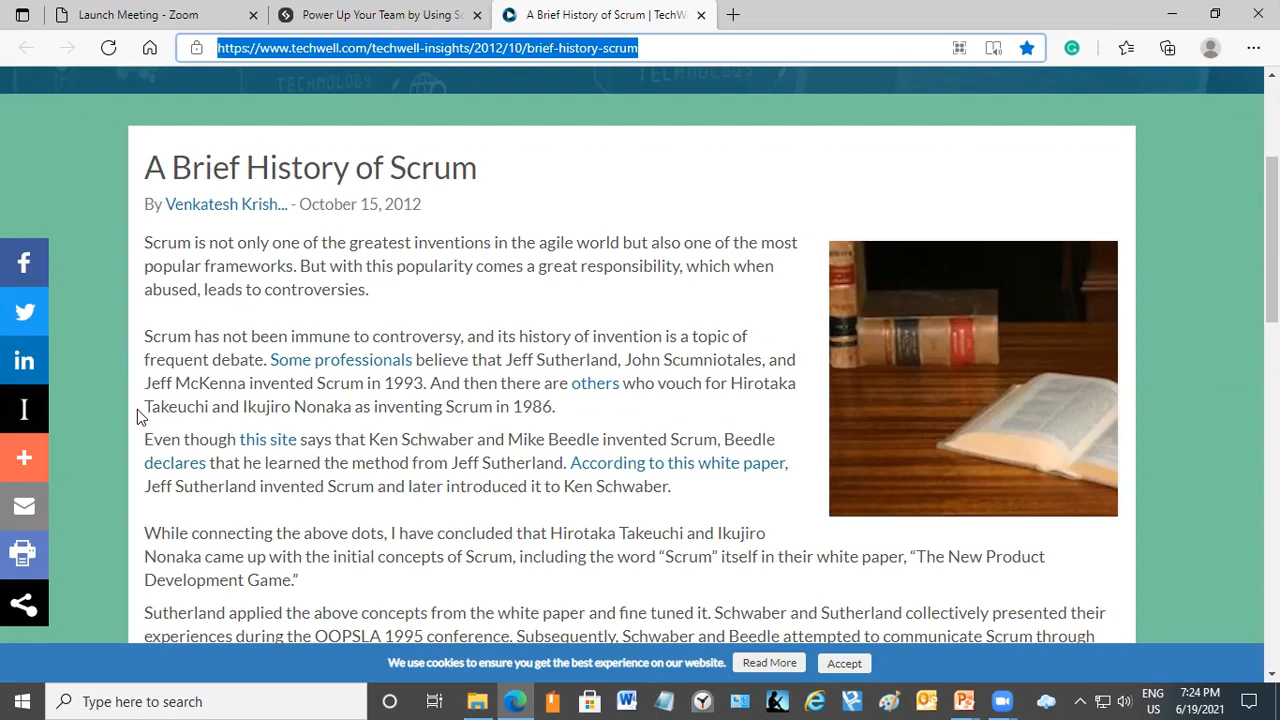 Launch Meeting - Zoom
Power Up Your Team by Using Sc
A Brief History of Scrum | TechWe
https://www.techwell.com/techwell-insights/2012/10/brief-history-scrum
TECHNOLOGY
TECHNOLOGY
A Brief History of Scrum
By Venkatesh Krish... - October 15, 2012
Scrum is not only one of the greatest inventions in the agile world but also one of the most
popular frameworks. But with this popularity comes a great responsibility, which when
abused, leads to controversies.
Scrum has not been immune to controversy, and its history of invention is a topic of
frequent debate. Some professionals believe that Jeff Sutherland, John Scumniotales, and
Jeff McKenna invented Scrum in 1993. And then there are others who vouch for Hirotaka
Takeuchi and Ikujiro Nonaka as inventing Scrum in 1986.
Even though this site says that Ken Schwaber and Mike Beedle invented Scrum, Beedle
declares that he learned the method from Jeff Sutherland. According to this white paper,
Jeff Sutherland invented Scrum and later introduced it to Ken Schwaber.
While connecting the above dots, I have concluded that Hirotaka Takeuchi and Ikujiro
Nonaka came up with the initial concepts of Scrum, including the word “Scrum” itself in their white paper, “The New Product
Development Game.”
Sutherland applied the above concepts from the white paper and fine tuned it. Schwaber and Sutherland collectively presented their
experiences during the OOPSLA 1995 conference. Subsequently, Schwaber and Beedle attempted to communicate Scrum through
We use cookies to ensure you get the best experience on our website.
Read More
Accept
Type here to search
ENG
US
7:24 PM
6/19/2021